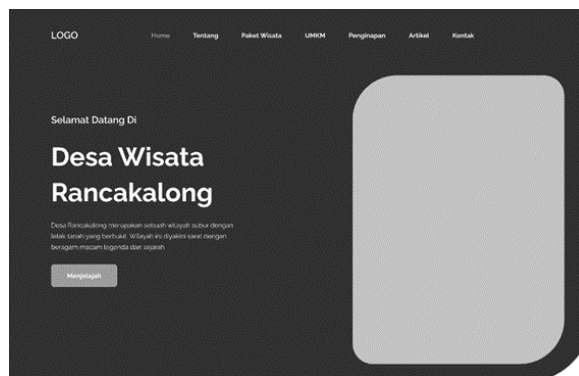 LOGO
Home Tentang Paket Wisata UMKM Penginapan Artikel Kontak
Selamat Datang Di
Desa Wisata
Rancakalong
Desa Rancakalong merupakan sebuah wilayah subur dengan
letak tanah yang berbukit. Wilayah ini diyakini sarat dengan
beragam macam legenda dan sejarah
Menjelajah